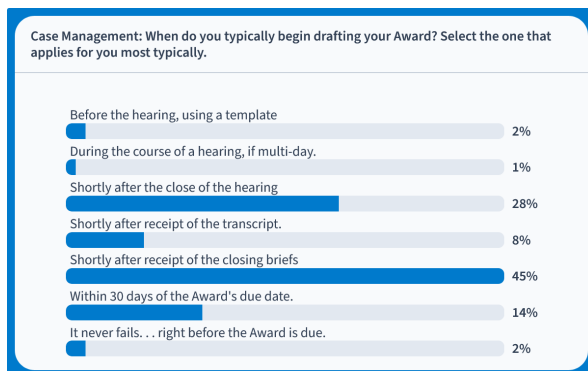 Case Management: When do you typically begin drafting your Award? Select the one that
applies for you most typically.
Before the hearing, using a template
2%
During the course of a hearing, if multi-day.
1%
Shortly after the close of the hearing
28%
Shortly after receipt of the transcript.
8%
Shortly after receipt of the closing briefs
45%
Within 30 days of the Award's due date.
14%
It never fails. . . right before the Award is due.
2%